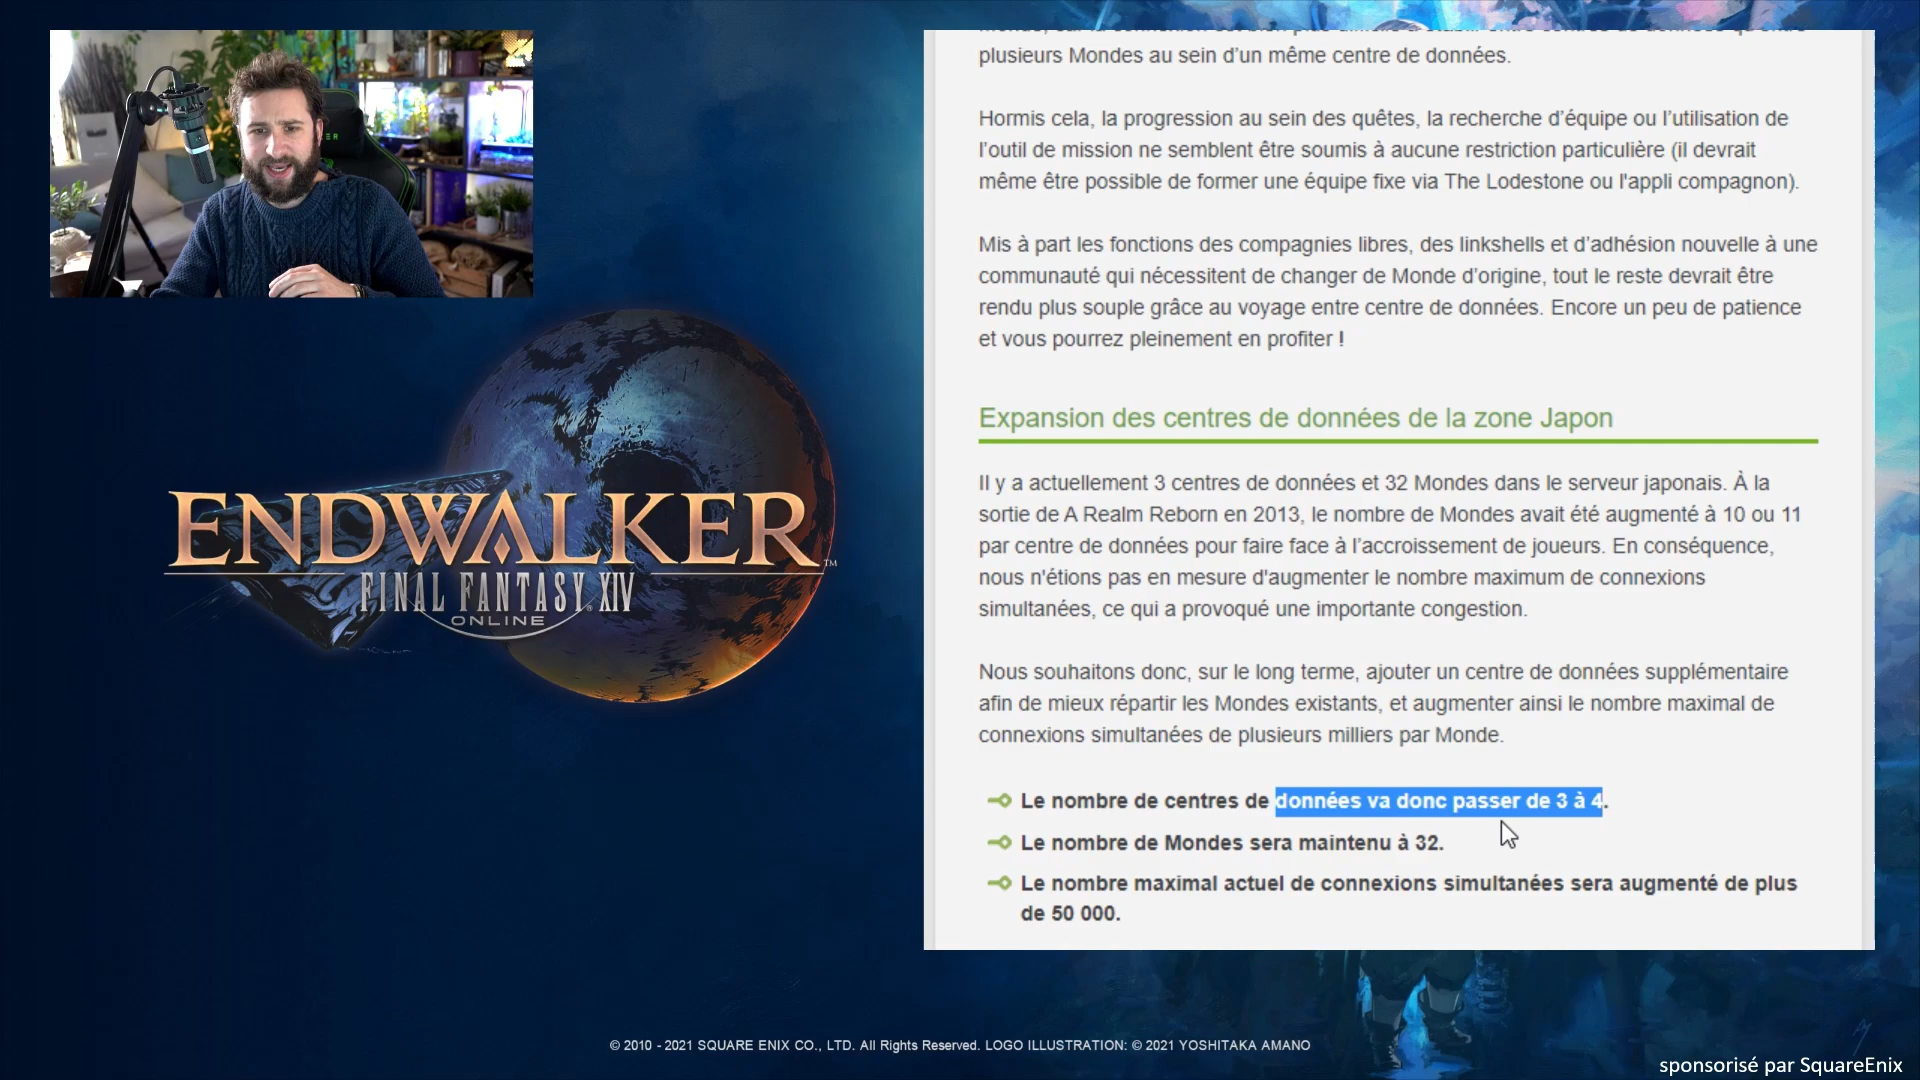 plusieurs Mondes au sein d’un même centre de données.
Hormis cela, la progression au sein des quêtes, la recherche d’équipe ou l’utilisation de
l’outil de mission ne semblent être soumis à aucune restriction particulière (il devrait
même être possible de former une équipe fixe via The Lodestone ou l'appli compagnon).
Mis à part les fonctions des compagnies libres, des linkshells et d’adhésion nouvelle à une
communauté qui nécessitent de changer de Monde d’origine, tout le reste devrait être
rendu plus souple grâce au voyage entre centre de données. Encore un peu de patience
et vous pourrez pleinement en profiter !
Expansion des centres de données de la zone Japon
Il y a actuellement 3 centres de données et 32 Mondes dans le serveur japonais. À la
sortie de A Realm Reborn en 2013, le nombre de Mondes avait été augmenté à 10 ou 11
par centre de données pour faire face à l’accroissement de joueurs. En conséquence,
nous n'étions pas en mesure d'augmenter le nombre maximum de connexions
simultanées, ce qui a provoqué une importante congestion.
Nous souhaitons donc, sur le long terme, ajouter un centre de données supplémentaire
afin de mieux répartir les Mondes existants, et augmenter ainsi le nombre maximal de
connexions simultanées de plusieurs milliers par Monde.
Le nombre de centres de données va donc passer de 3 à 4.
Le nombre de Mondes sera maintenu à 32.
Le nombre maximal actuel de connexions simultanées sera augmenté de plus
de 50 000.
ENDWALKER™
FINAL FANTASY® XIV
ONLINE
© 2010 - 2021 SQUARE ENIX CO., LTD. All Rights Reserved. LOGO ILLUSTRATION: © 2021 YOSHITAKA AMANO
sponsorisé par SquareEnix